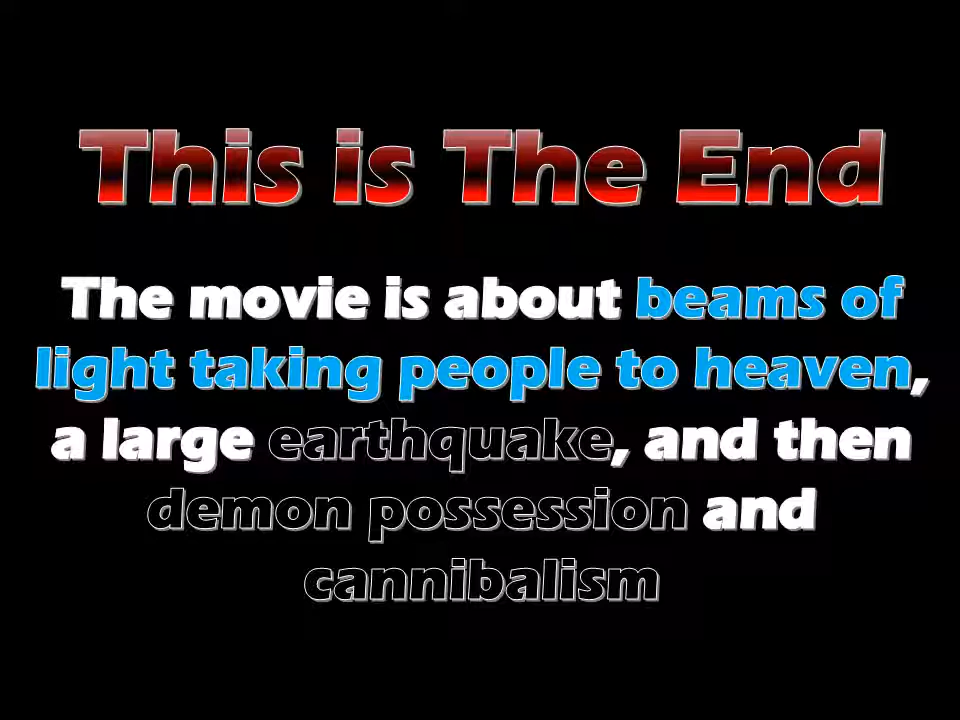 This is The End
The movie is about beams of
light taking people to heaven,
a large earthquake, and then
demon possession and
cannibalism